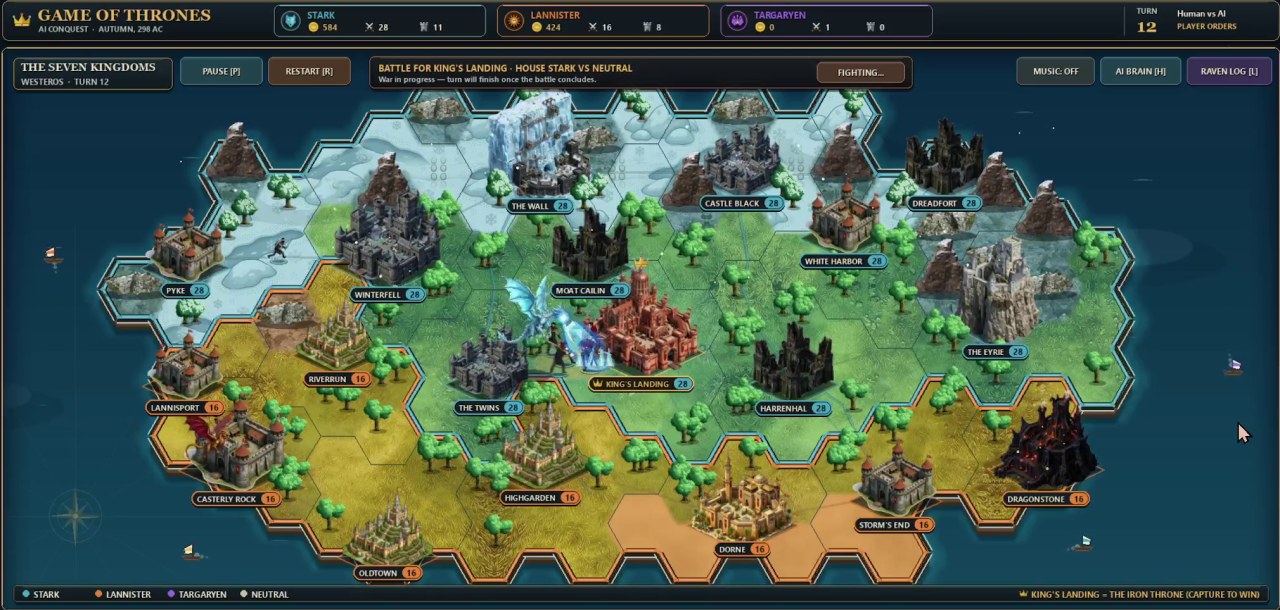 GAME OF THRONES
AI CONQUEST · AUTUMN, 298 AC
STARK
584 28 11
LANNISTER
424 16 8
TARGARYEN
0 1 0
TURN
12
Human vs AI
PLAYER ORDERS
THE SEVEN KINGDOMS
WESTEROS · TURN 12
PAUSE [P]
RESTART [R]
BATTLE FOR KING'S LANDING · HOUSE STARK VS NEUTRAL
War in progress — turn will finish once the battle concludes.
FIGHTING...
MUSIC: OFF
AI BRAIN [H]
RAVEN LOG [L]
THE WALL 28
CASTLE BLACK 28
DREADFORT 28
WHITE HARBOR 28
PYKE 28
WINTERFELL 28
MOAT CAILIN 28
THE EYRIE 28
RIVERRUN 16
KING'S LANDING 28
LANNISPORT 16
THE TWINS 28
HARRENHAL 28
CASTERLY ROCK 16
HIGHGARDEN 16
DRAGONSTONE 16
STORM'S END 16
DORNE 16
OLDTOWN 16
STARK LANNISTER TARGARYEN NEUTRAL
KING'S LANDING = THE IRON THRONE (CAPTURE TO WIN)